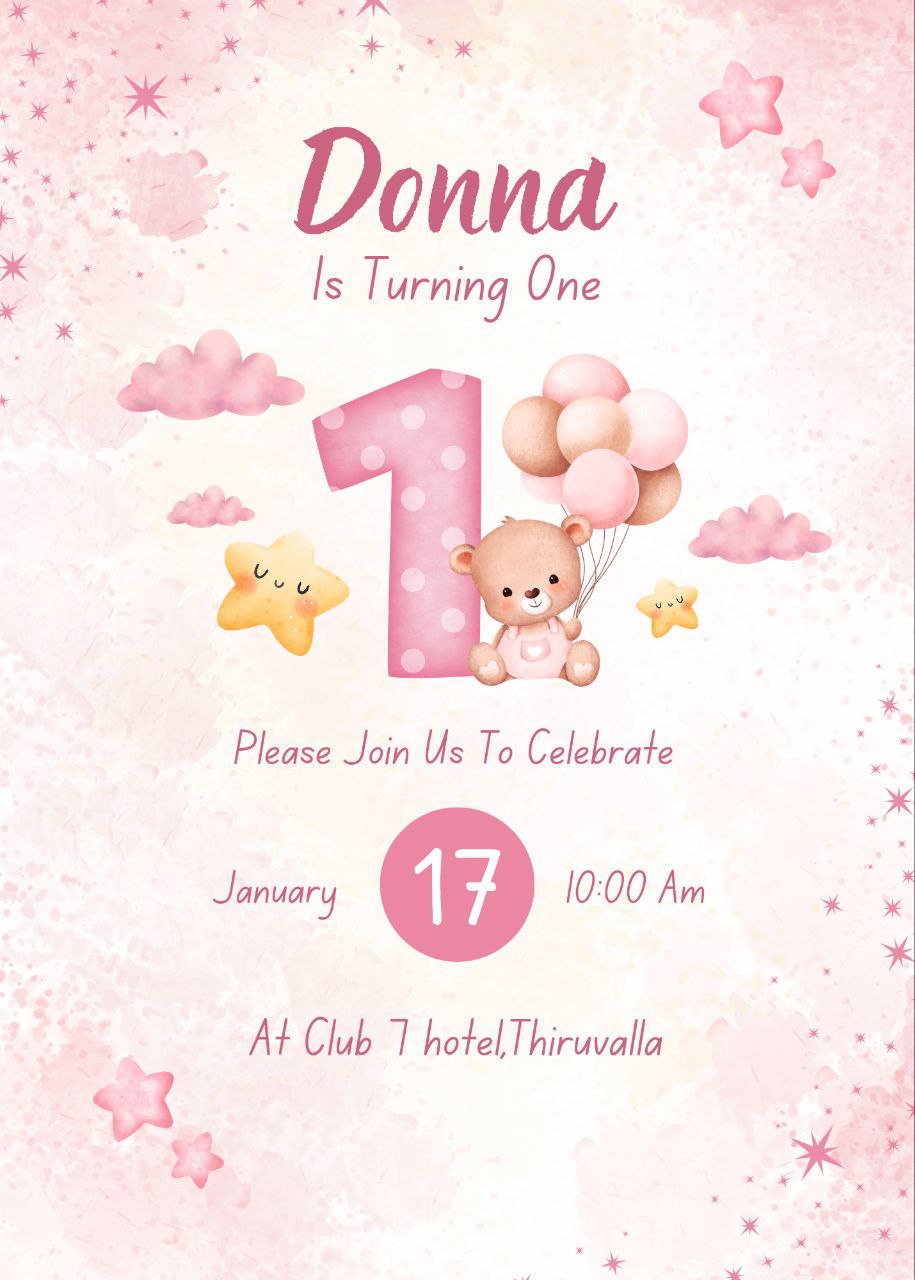 Donna
Is Turning One
1
Please Join Us To Celebrate
January 17 10:00 Am
At Club 7 hotel,Thiruvalla